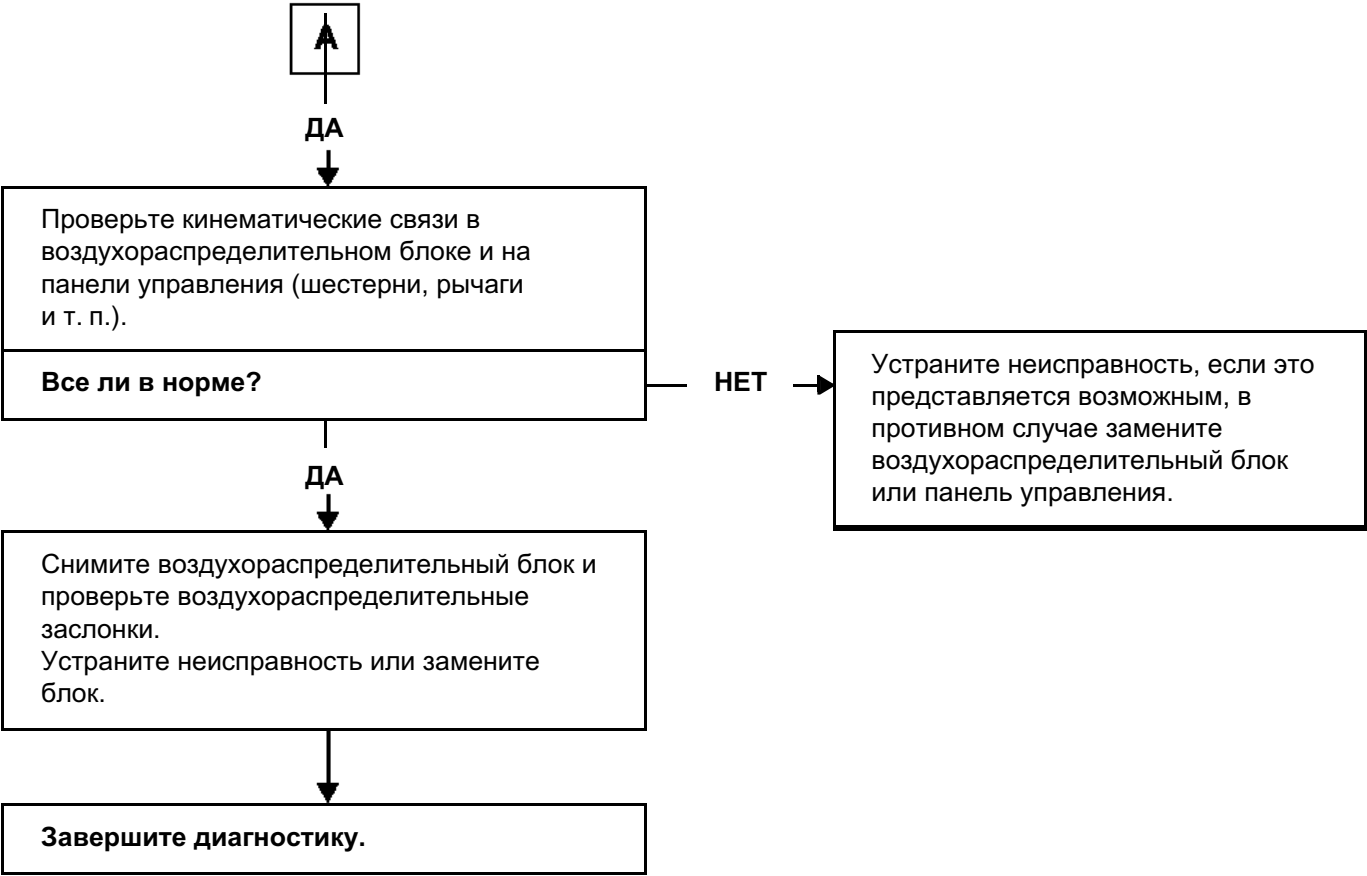 А
ДА
Проверьте кинематические связи в
воздухораспределительном блоке и на
панели управления (шестерни, рычаги
и т. п.).
Все ли в норме?
НЕТ
Устраните неисправность, если это
представляется возможным, в
противном случае замените
воздухораспределительный блок
или панель управления.
ДА
Снимите воздухораспределительный блок и
проверьте воздухораспределительные
заслонки.
Устраните неисправность или замените
блок.
Завершите диагностику.